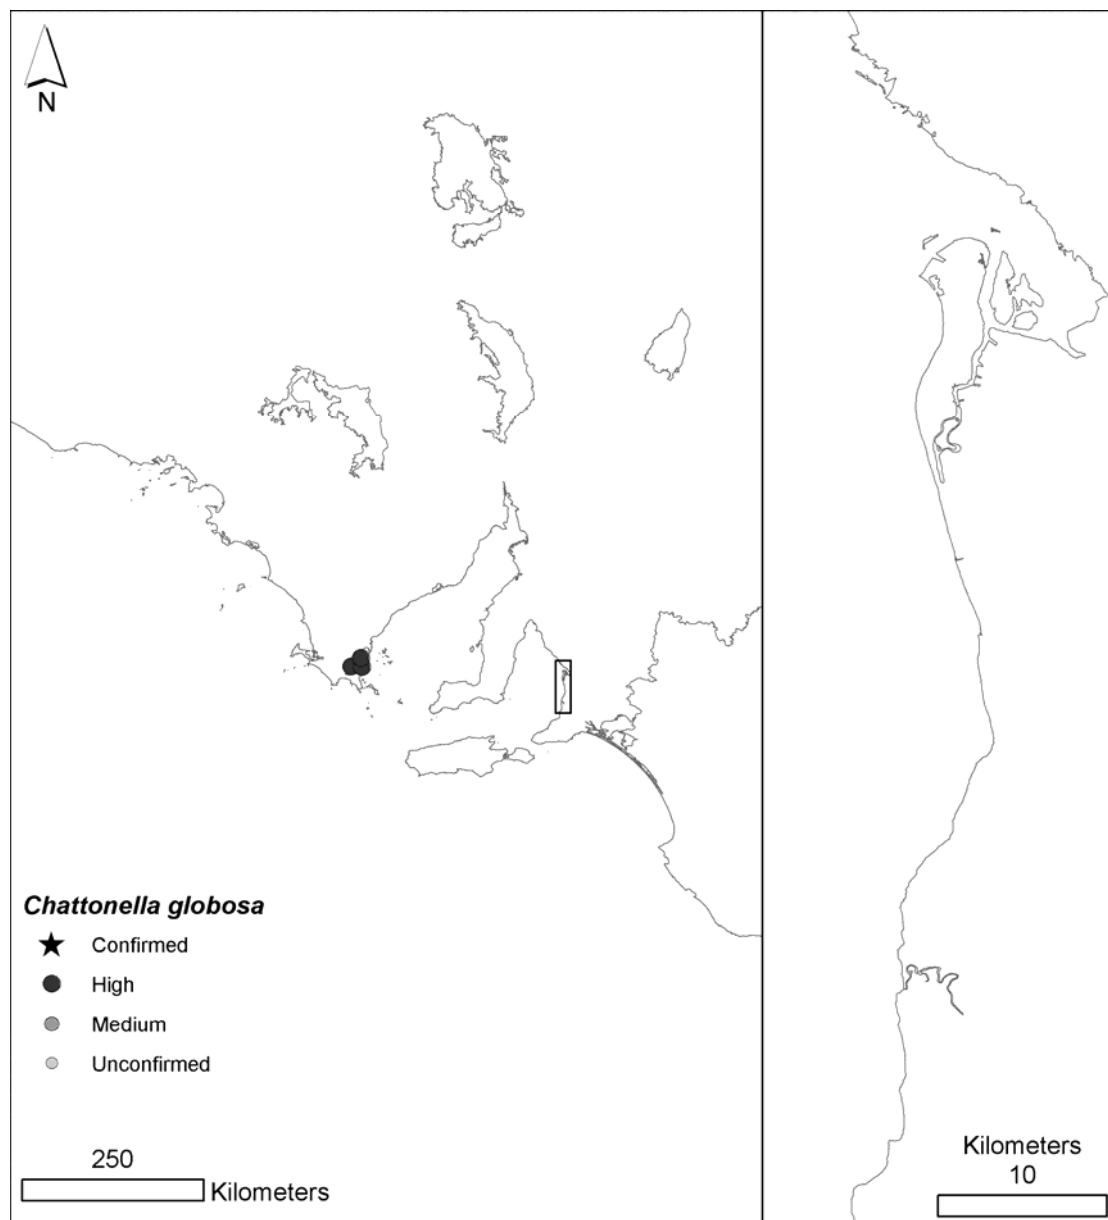 N
Chattonella globosa
Confirmed
High
Medium
Unconfirmed
250
Kilometers
Kilometers
10